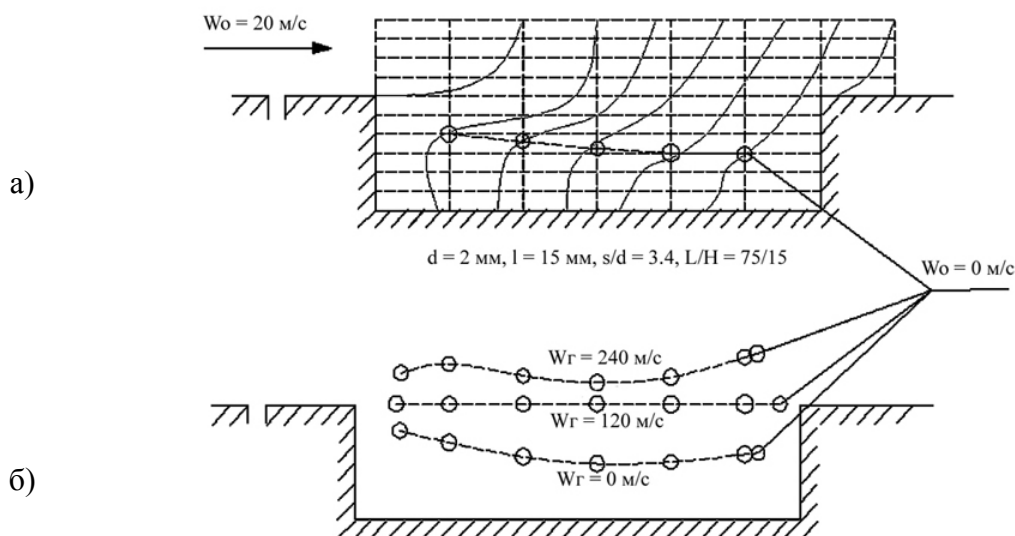 Wo = 20 м/с
а)
d = 2 мм, l = 15 мм, s/d = 3.4, L/H = 75/15
Wo = 0 м/с
Wг = 240 м/с
Wг = 120 м/с
б)
Wг = 0 м/с